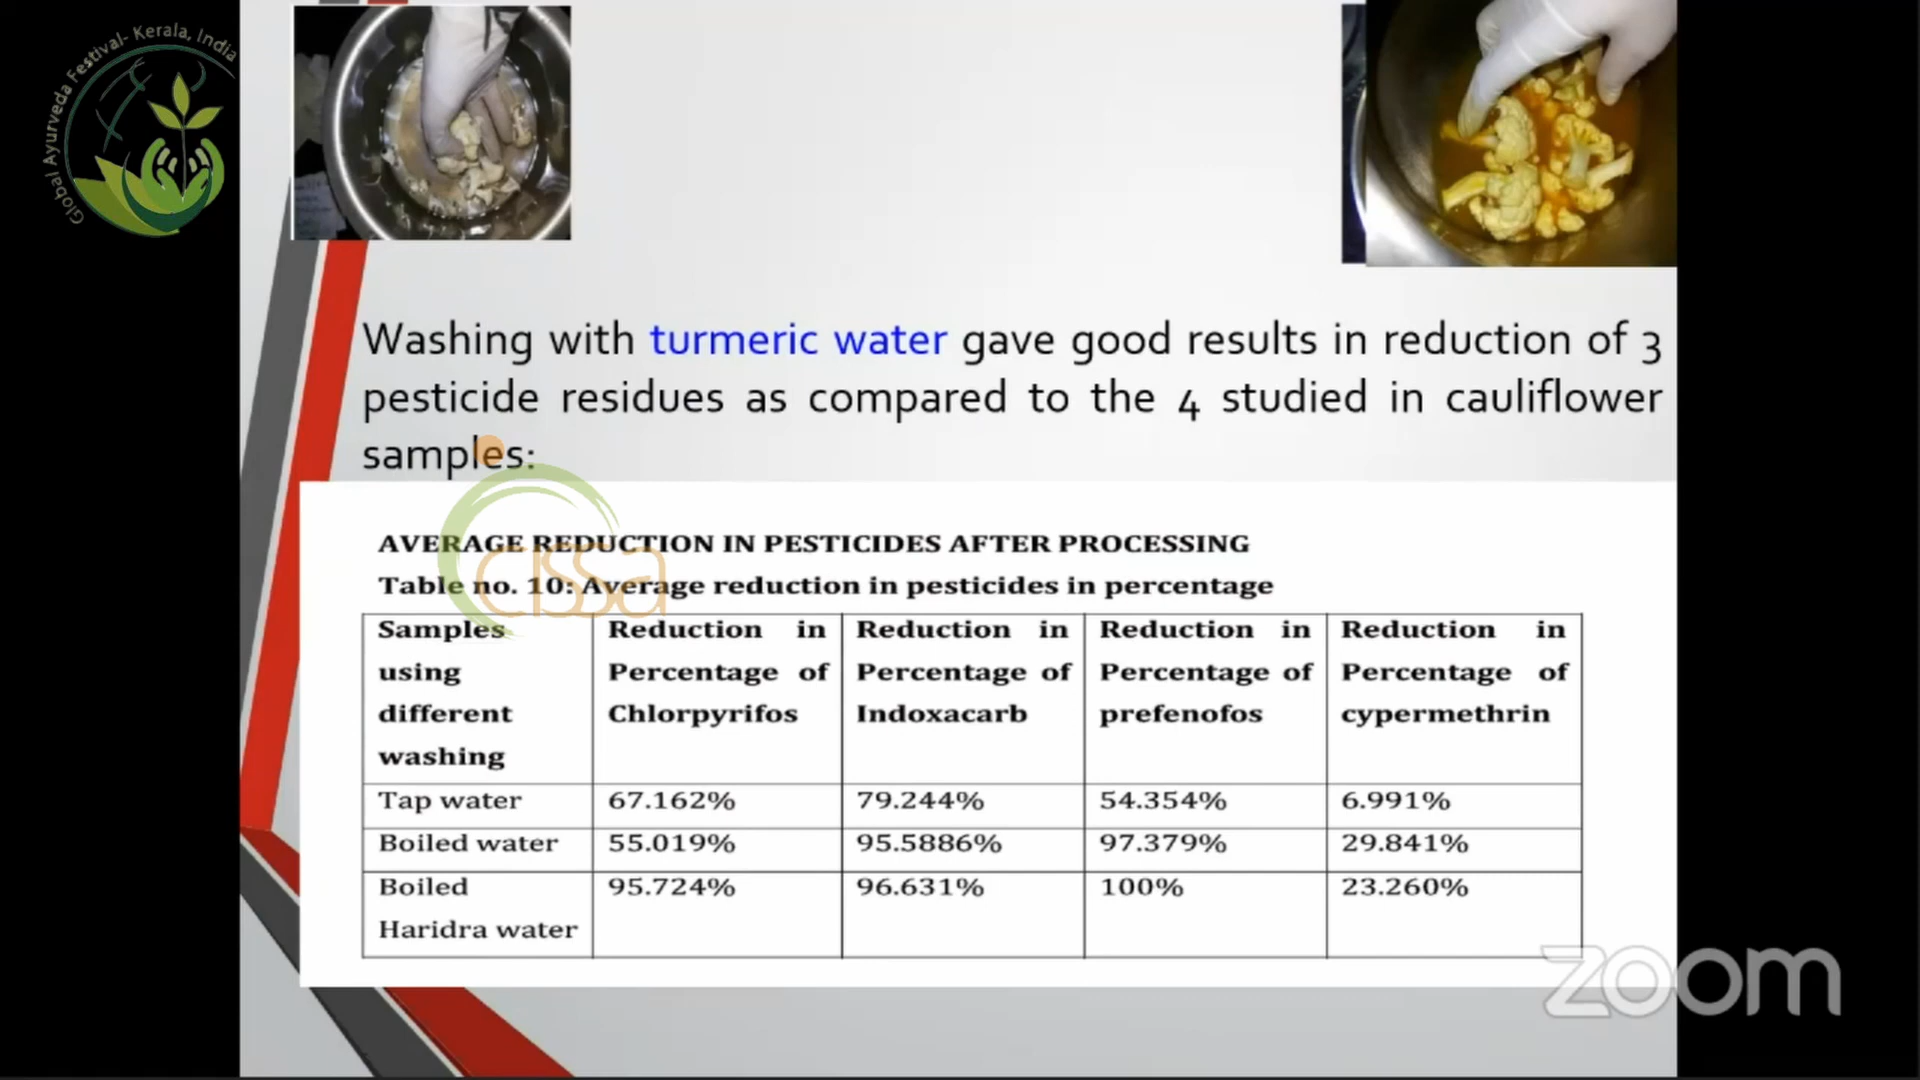 Global Ayurveda Festival- Kerala, India
Washing with turmeric water gave good results in reduction of 3
pesticide residues as compared to the 4 studied in cauliflower
samples:
cissa
AVERAGE REDUCTION IN PESTICIDES AFTER PROCESSING
Table no. 10: Average reduction in pesticides in percentage
Samples using different washing | Reduction in Percentage of Chlorpyrifos | Reduction in Percentage of Indoxacarb | Reduction in Percentage of prefenofos | Reduction in Percentage of cypermethrin
Tap water | 67.162% | 79.244% | 54.354% | 6.991%
Boiled water | 55.019% | 95.5886% | 97.379% | 29.841%
Boiled Haridra water | 95.724% | 96.631% | 100% | 23.260%
zoom